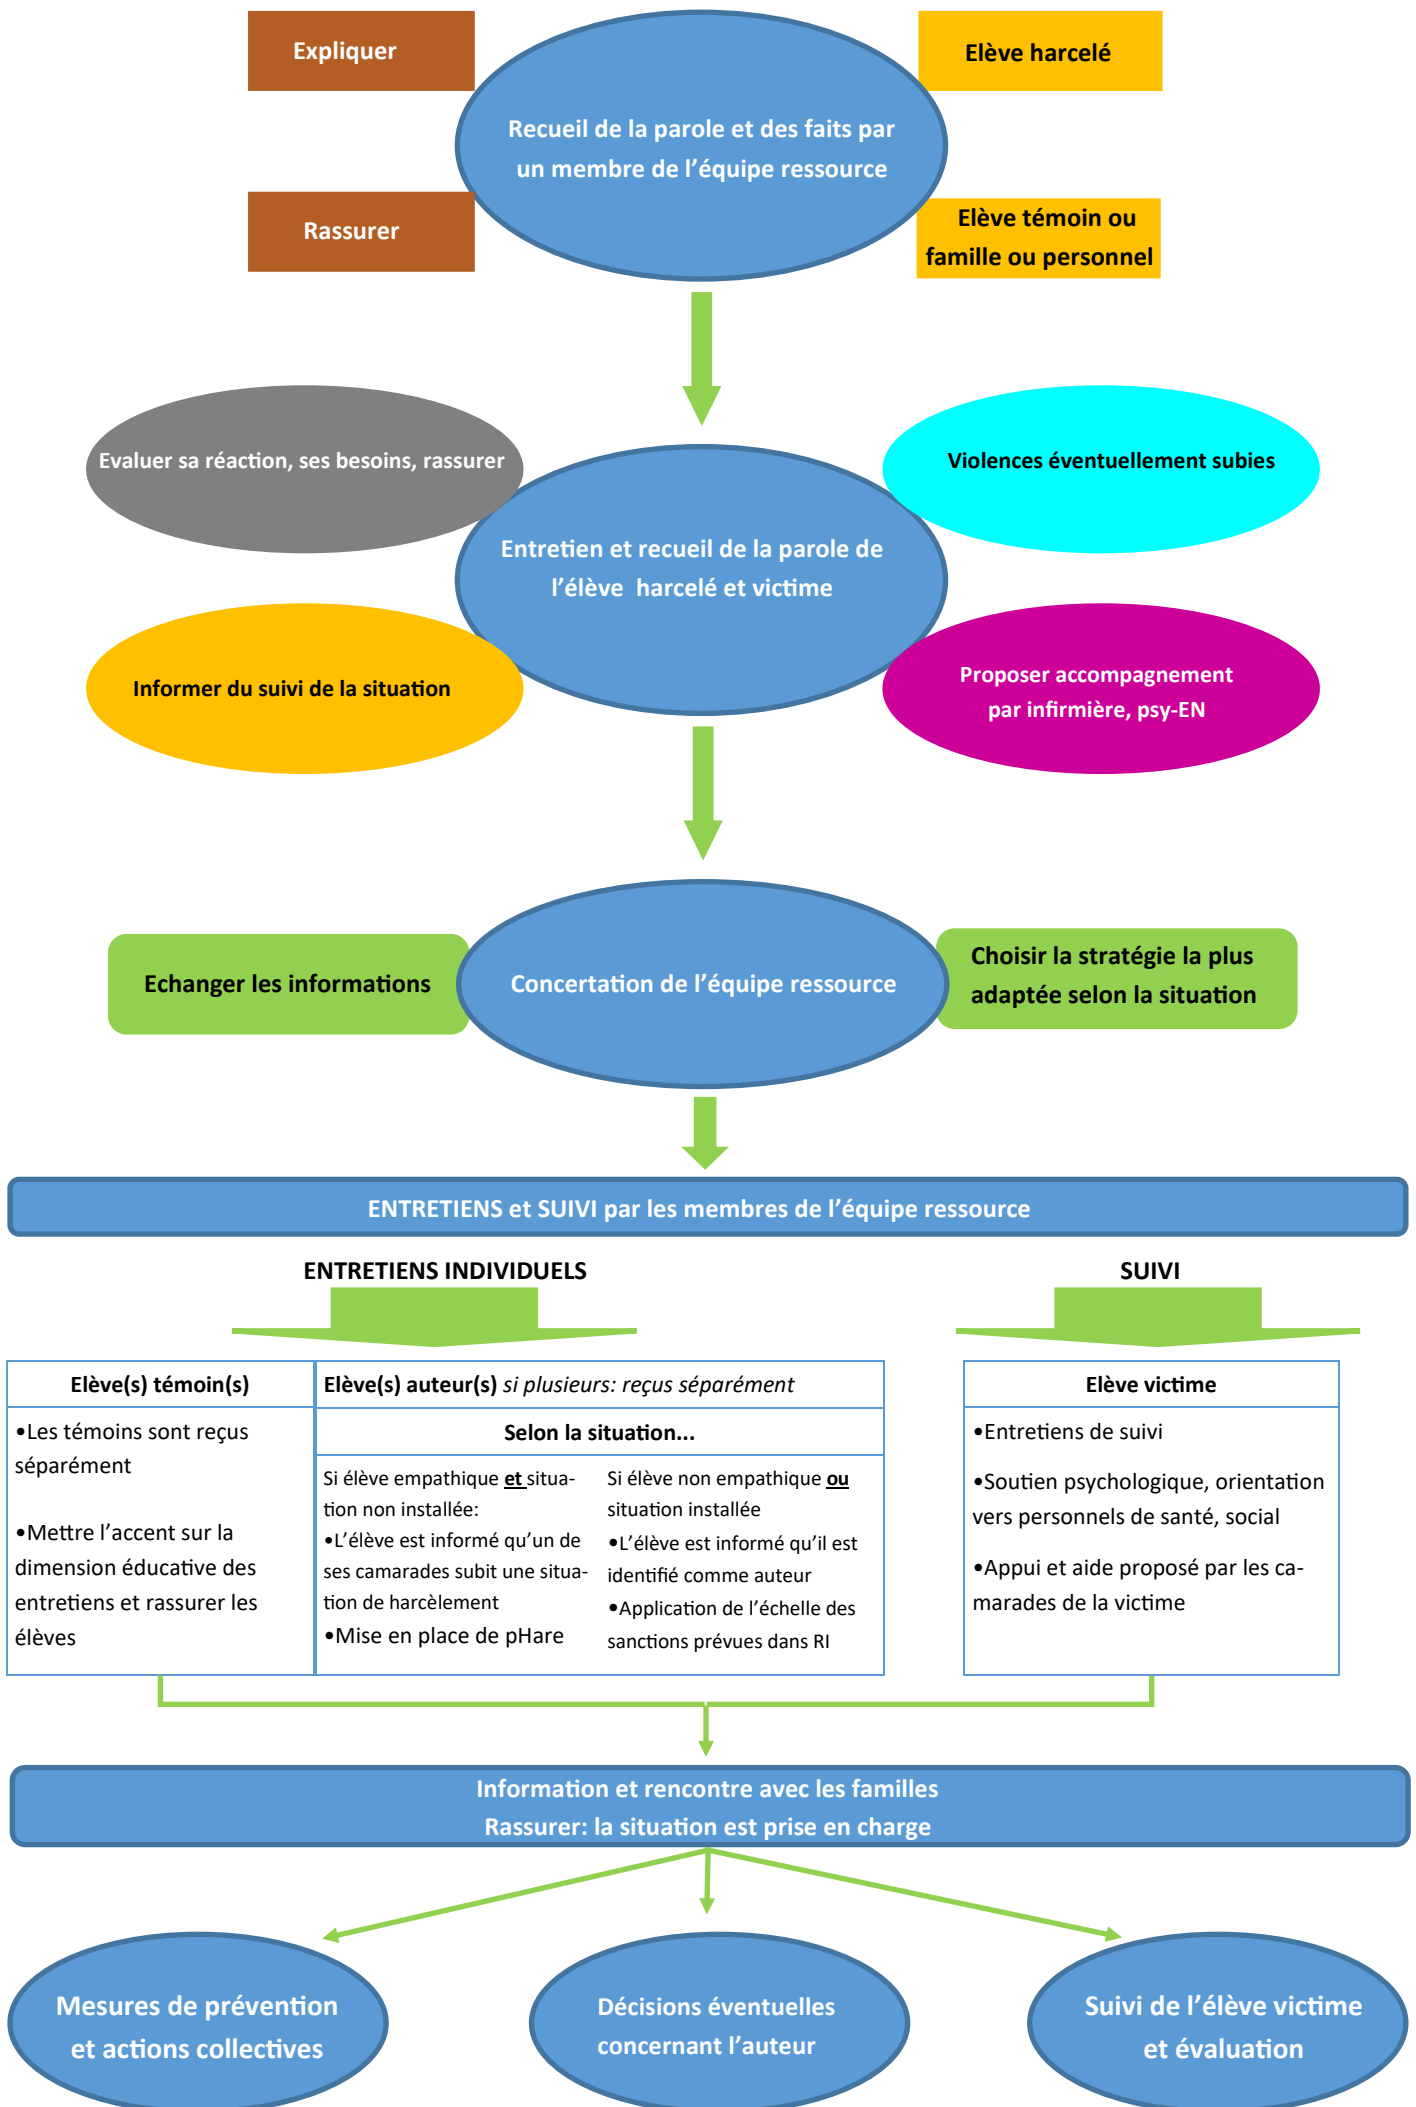 Expliquer
Elève harcelé
Recueil de la parole et des faits par
un membre de l’équipe ressource
Rassurer
Elève témoin ou
famille ou personnel
Evaluer sa réaction, ses besoins, rassurer
Violences éventuellement subies
Entretien et recueil de la parole de
l’élève harcelé et victime
Informer du suivi de la situation
Proposer accompagnement
par infirmière, psy-EN
Echanger les informations
Concertation de l’équipe ressource
Choisir la stratégie la plus
adaptée selon la situation
ENTRETIENS et SUIVI par les membres de l’équipe ressource
ENTRETIENS INDIVIDUELS
SUIVI
Elève(s) témoin(s)
•Les témoins sont reçus
séparément
•Mettre l’accent sur la
dimension éducative des
entretiens et rassurer les
élèves
Elève(s) auteur(s) si plusieurs: reçus séparément
Selon la situation...
Si élève empathique et situa-
tion non installée:
•L’élève est informé qu’un de
ses camarades subit une situa-
tion de harcèlement
•Mise en place de pHare
Si élève non empathique ou
situation installée
•L’élève est informé qu’il est
identifié comme auteur
•Application de l’échelle des
sanctions prévues dans RI
Elève victime
•Entretiens de suivi
•Soutien psychologique, orientation
vers personnels de santé, social
•Appui et aide proposé par les ca-
marades de la victime
Information et rencontre avec les familles
Rassurer: la situation est prise en charge
Mesures de prévention
et actions collectives
Décisions éventuelles
concernant l’auteur
Suivi de l’élève victime
et évaluation